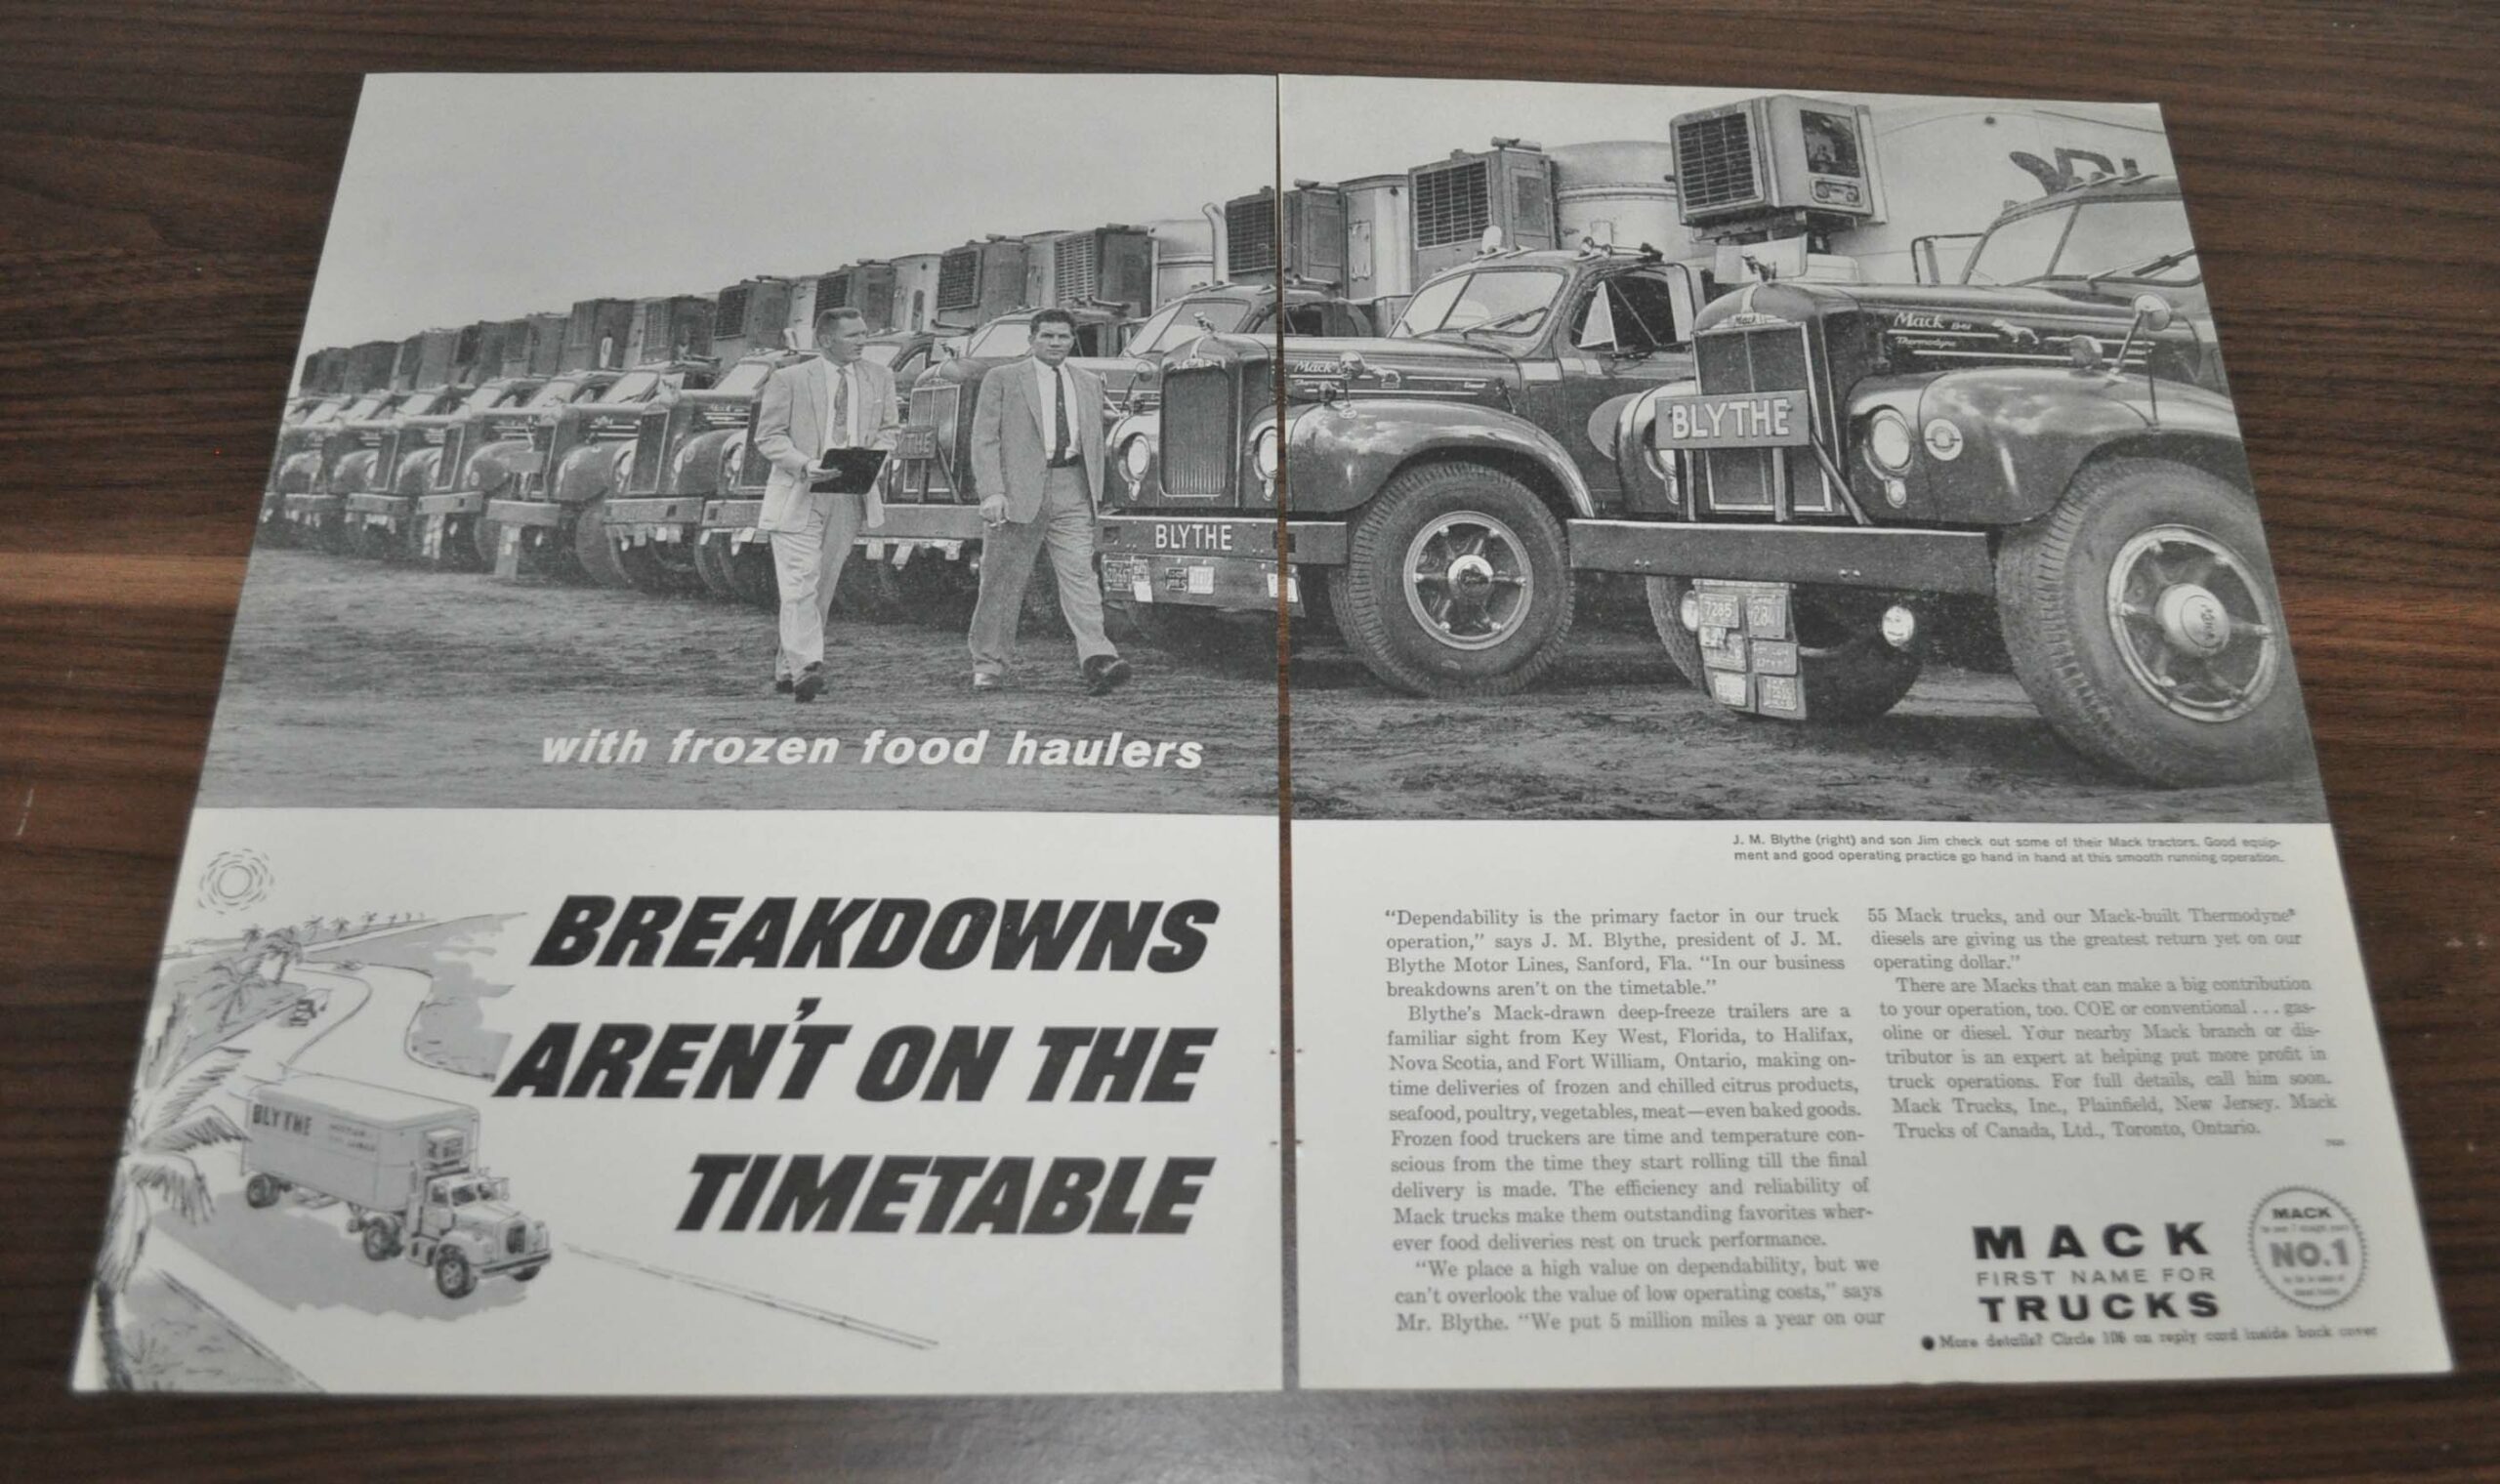 BLYTHE
BLYTHE
Mack
Mack
Thermodyne
with frozen food haulers
BREAKDOWNS
AREN'T ON THE
TIMETABLE
BLYTHE
J. M. Blythe (right) and son Jim check out some of their Mack tractors. Good equip-
ment and good operating practice go hand in hand at this smooth running operation.
"Dependability is the primary factor in our truck
operation," says J. M. Blythe, president of J. M.
Blythe Motor Lines, Sanford, Fla. "In our business
breakdowns aren't on the timetable."
Blythe's Mack-drawn deep-freeze trailers are a
familiar sight from Key West, Florida, to Halifax,
Nova Scotia, and Fort William, Ontario, making on-
time deliveries of frozen and chilled citrus products,
seafood, poultry, vegetables, meat—even baked goods.
Frozen food truckers are time and temperature con-
scious from the time they start rolling till the final
delivery is made. The efficiency and reliability of
Mack trucks make them outstanding favorites wher-
ever food deliveries rest on truck performance.
"We place a high value on dependability, but we
can't overlook the value of low operating costs," says
Mr. Blythe. "We put 5 million miles a year on our
55 Mack trucks, and our Mack-built Thermodyne®
diesels are giving us the greatest return yet on our
operating dollar."
There are Macks that can make a big contribution
to your operation, too. COE or conventional . . . gas-
oline or diesel. Your nearby Mack branch or dis-
tributor is an expert at helping put more profit in
truck operations. For full details, call him soon.
Mack Trucks, Inc., Plainfield, New Jersey. Mack
Trucks of Canada, Ltd., Toronto, Ontario.
MACK
FIRST NAME FOR
TRUCKS
MACK
NO.1
● More details? Circle 106 on reply card inside back cover